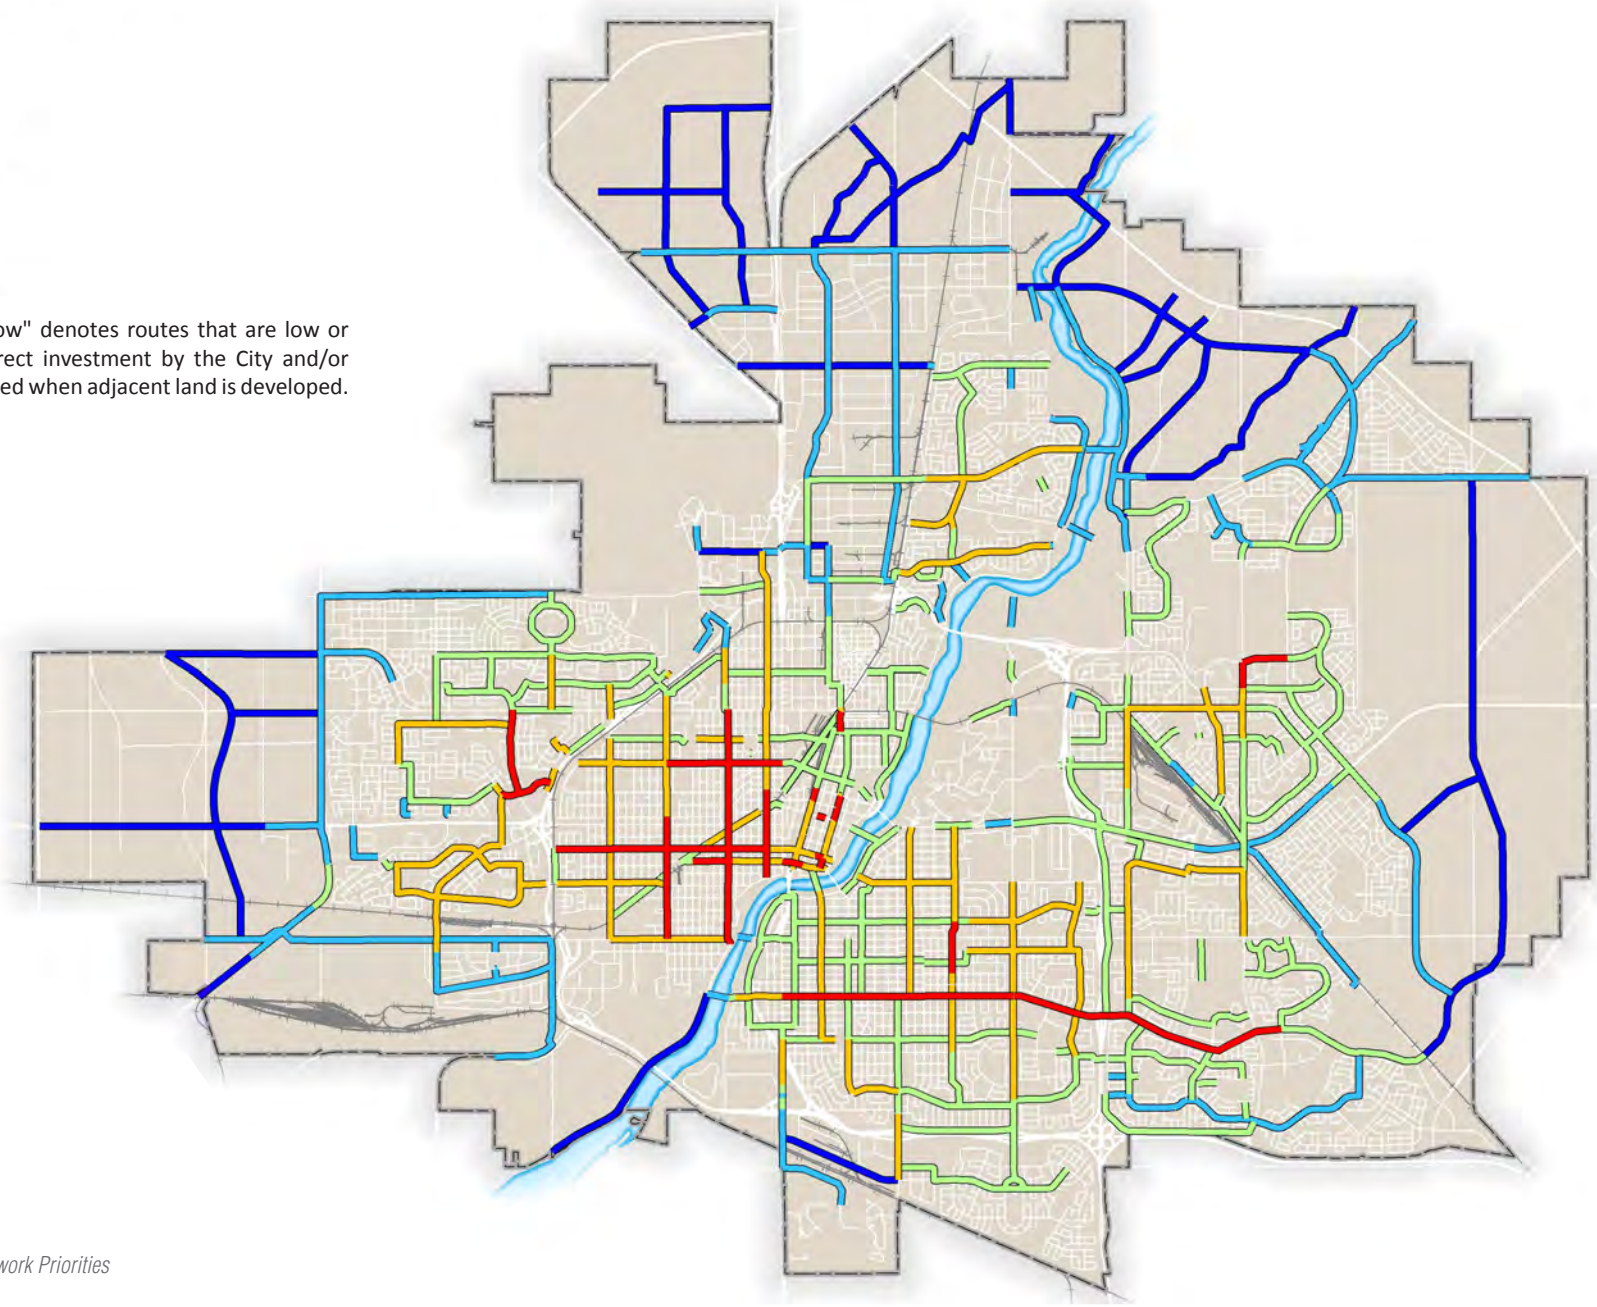 ow" denotes routes that are low or
rect investment by the City and/or
ed when adjacent land is developed.
work Priorities